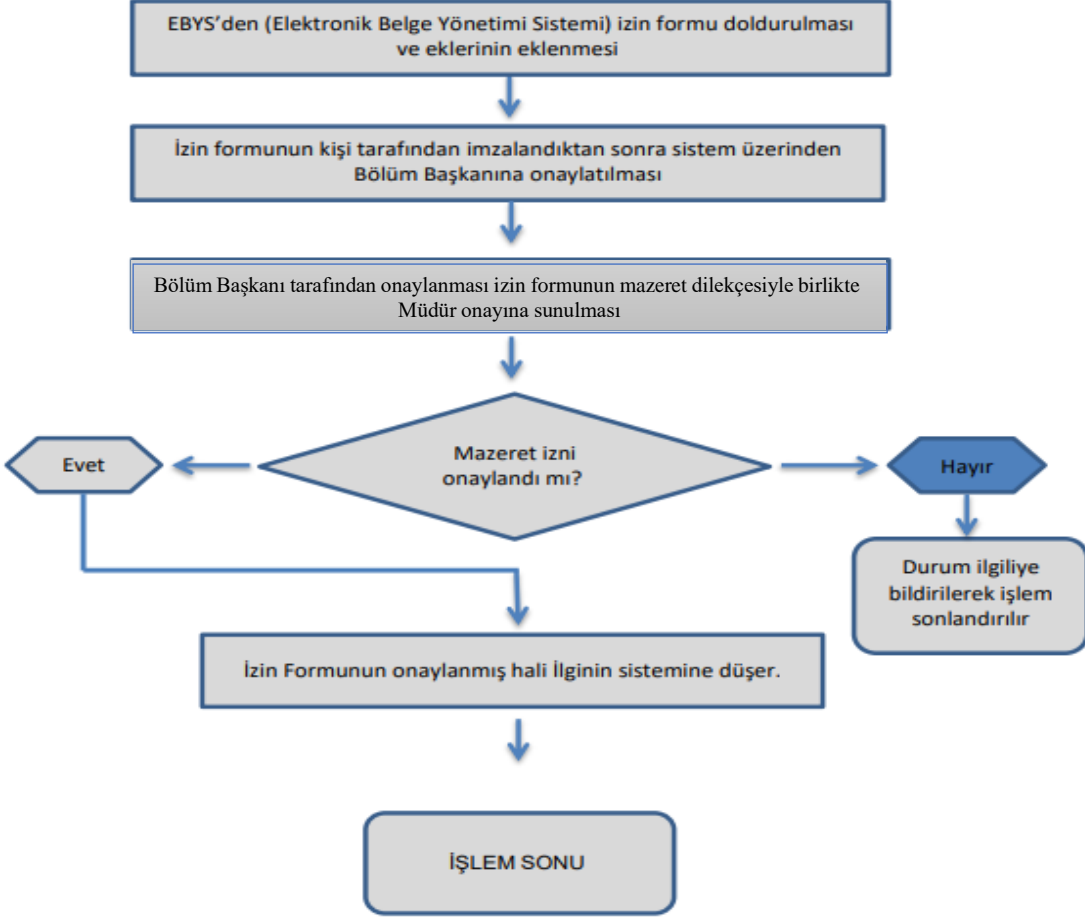 EBYS'den (Elektronik Belge Yönetimi Sistemi) izin formu doldurulması
ve eklerinin eklenmesi
İzin formunun kişi tarafından imzalandıktan sonra sistem üzerinden
Bölüm Başkanına onaylatılması
Bölüm Başkanı tarafından onaylanması izin formunun mazeret dilekçesiyle birlikte
Müdür onayına sunulması
Mazeret izni
onaylandı mı?
Evet
Hayır
Durum ilgiliye
bildirilerek işlem
sonlandırılır
İzin Formunun onaylanmış hali İlginin sistemine düşer.
İŞLEM SONU